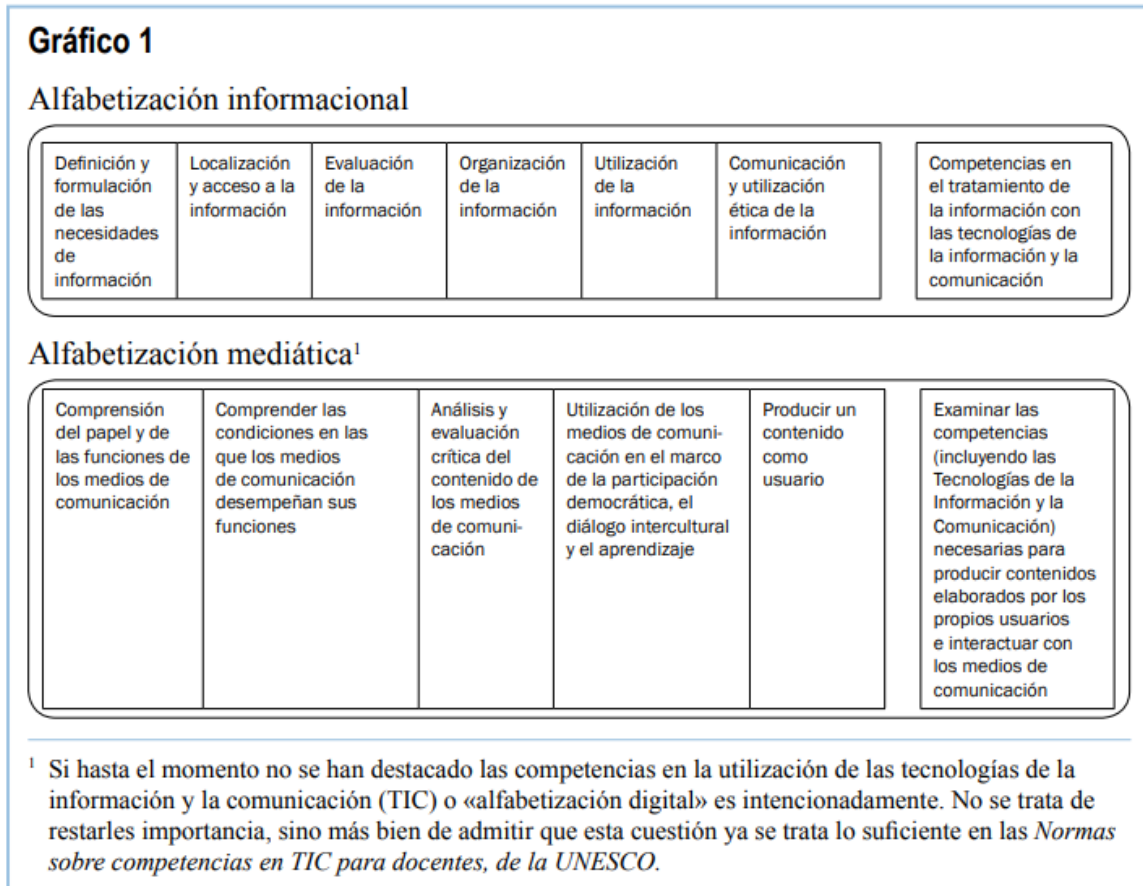 Gráfico 1
Alfabetización informacional
Definición y
formulación
de las
necesidades
de
información
Localización
y acceso a la
información
Evaluación
de la
información
Organización
de la
información
Utilización
de la
información
Comunicación
y utilización
ética de la
información
Competencias en
el tratamiento de
la información con
las tecnologías de
la información y la
comunicación
Alfabetización mediática¹
Comprensión
del papel y de
las funciones de
los medios de
comunicación
Comprender las
condiciones en las
que los medios
de comunicación
desempeñan sus
funciones
Análisis y
evaluación
crítica del
contenido de
los medios
de comuni-
cación
Utilización de los
medios de comuni-
cación en el marco
de la participación
democrática, el
diálogo intercultural
y el aprendizaje
Producir un
contenido
como
usuario
Examinar las
competencias
(incluyendo las
Tecnologías de la
Información y la
Comunicación)
necesarias para
producir contenidos
elaborados por los
propios usuarios
e interactuar con
los medios de
comunicación
¹ Si hasta el momento no se han destacado las competencias en la utilización de las tecnologías de la
información y la comunicación (TIC) o «alfabetización digital» es intencionadamente. No se trata de
restarles importancia, sino más bien de admitir que esta cuestión ya se trata lo suficiente en las Normas
sobre competencias en TIC para docentes, de la UNESCO.